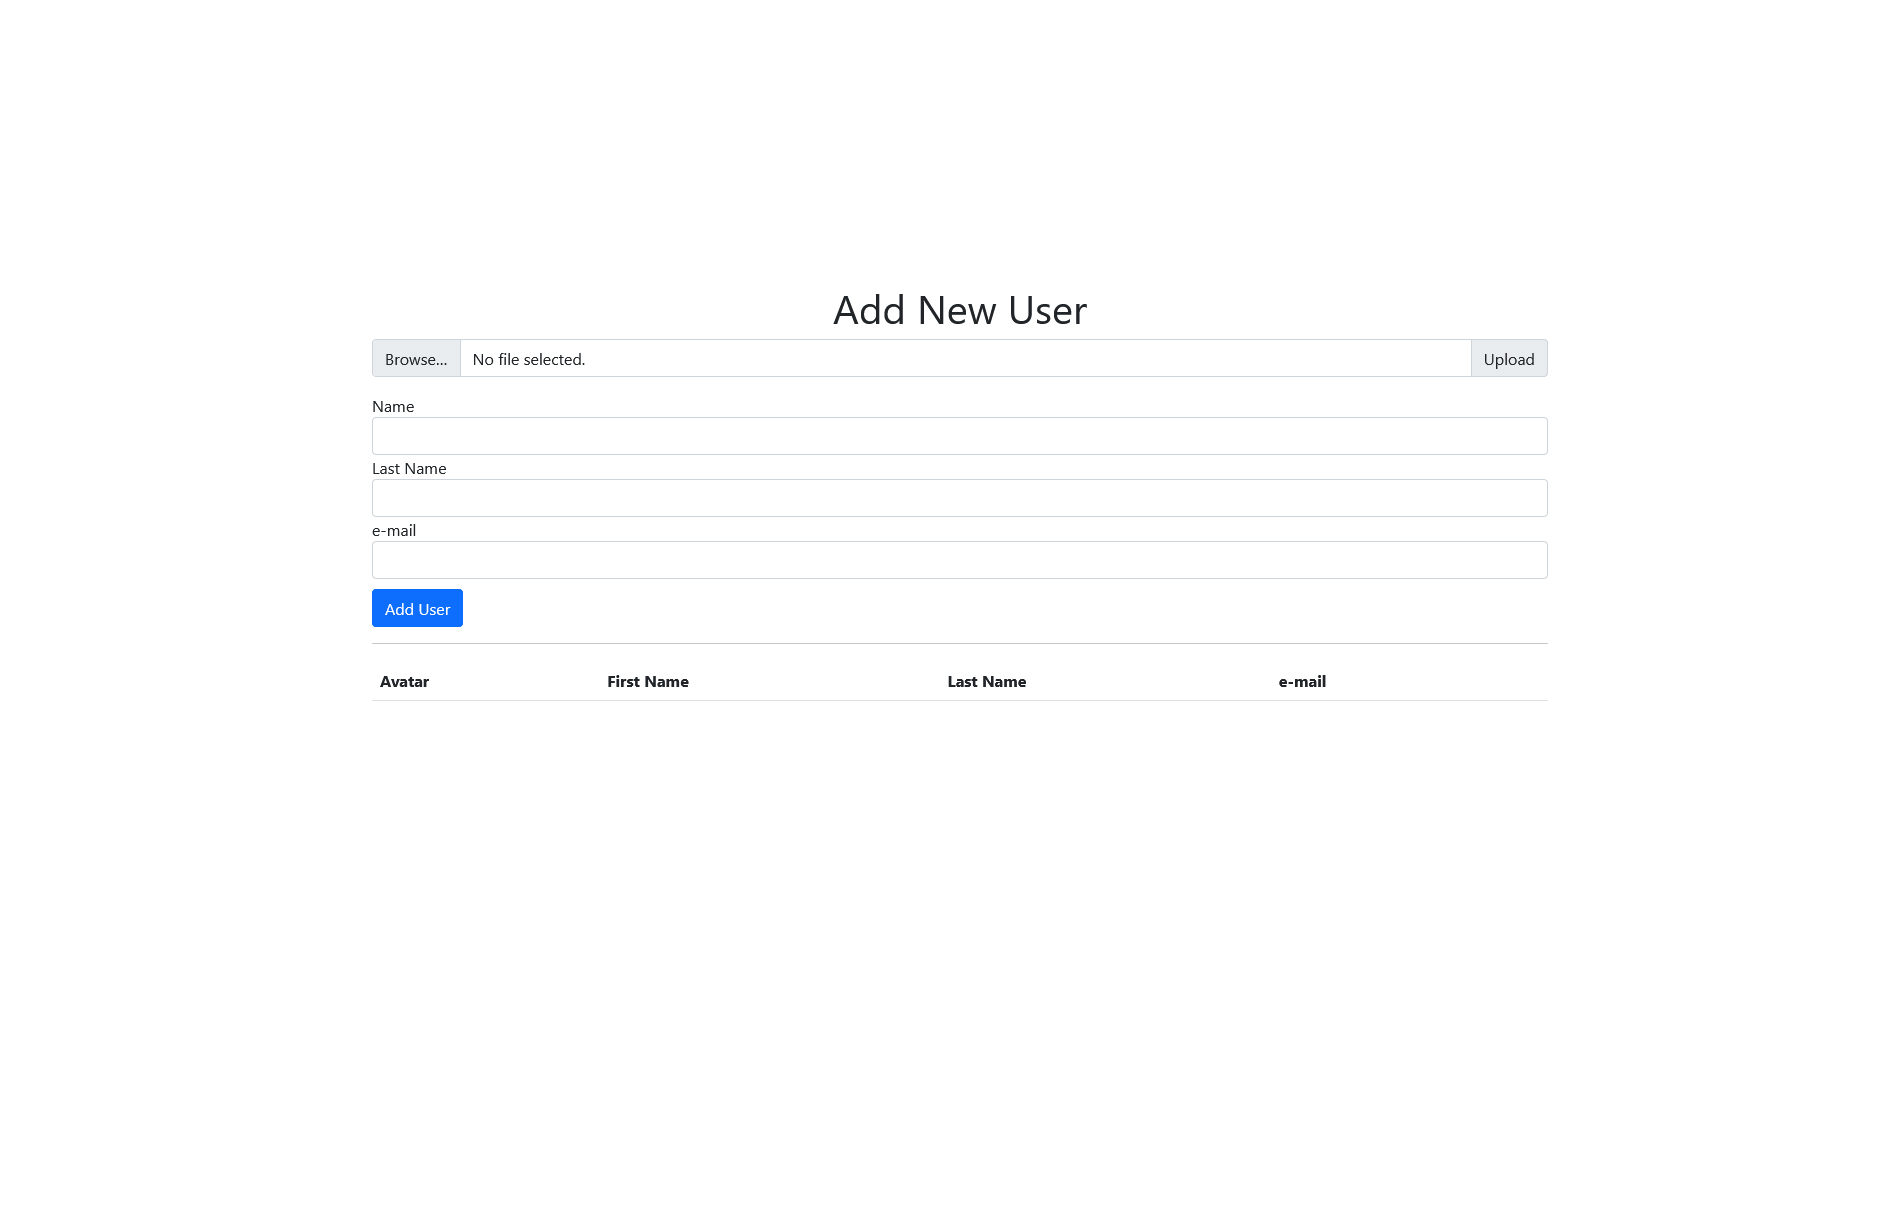 Add New User
Browse... No file selected. Upload
Name
Last Name
e-mail
Add User
Avatar First Name Last Name e-mail